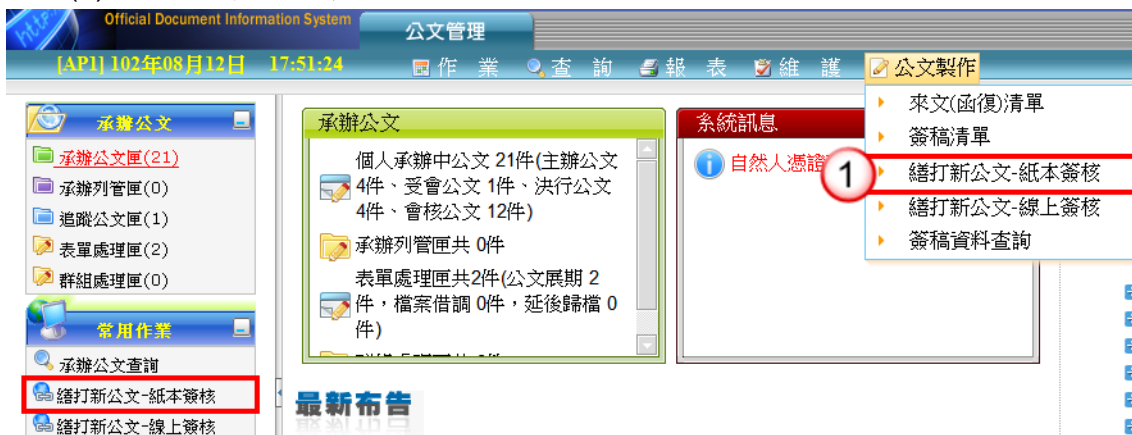 Official Document Information System
公文管理
[AP1] 102年08月12日 17:51:24
作 業 查 詢 報 表 維 護 公文製作
來文(函復)清單
簽稿清單
繕打新公文-紙本簽核
繕打新公文-線上簽核
簽稿資料查詢
1
承辦公文
承辦公文匣(21)
承辦列管匣(0)
追蹤公文匣(1)
表單處理匣(2)
群組處理匣(0)
常用作業
承辦公文查詢
繕打新公文-紙本簽核
繕打新公文-線上簽核
承辦公文
個人承辦中公文 21件(主辦公文
4件、受會公文 1件、決行公文
4件、會核公文 12件)
承辦列管匣共 0件
表單處理匣共2件(公文展期 2
件，檔案借調 0件，延後歸檔 0
件)
系統訊息
自然人憑證
最新布告